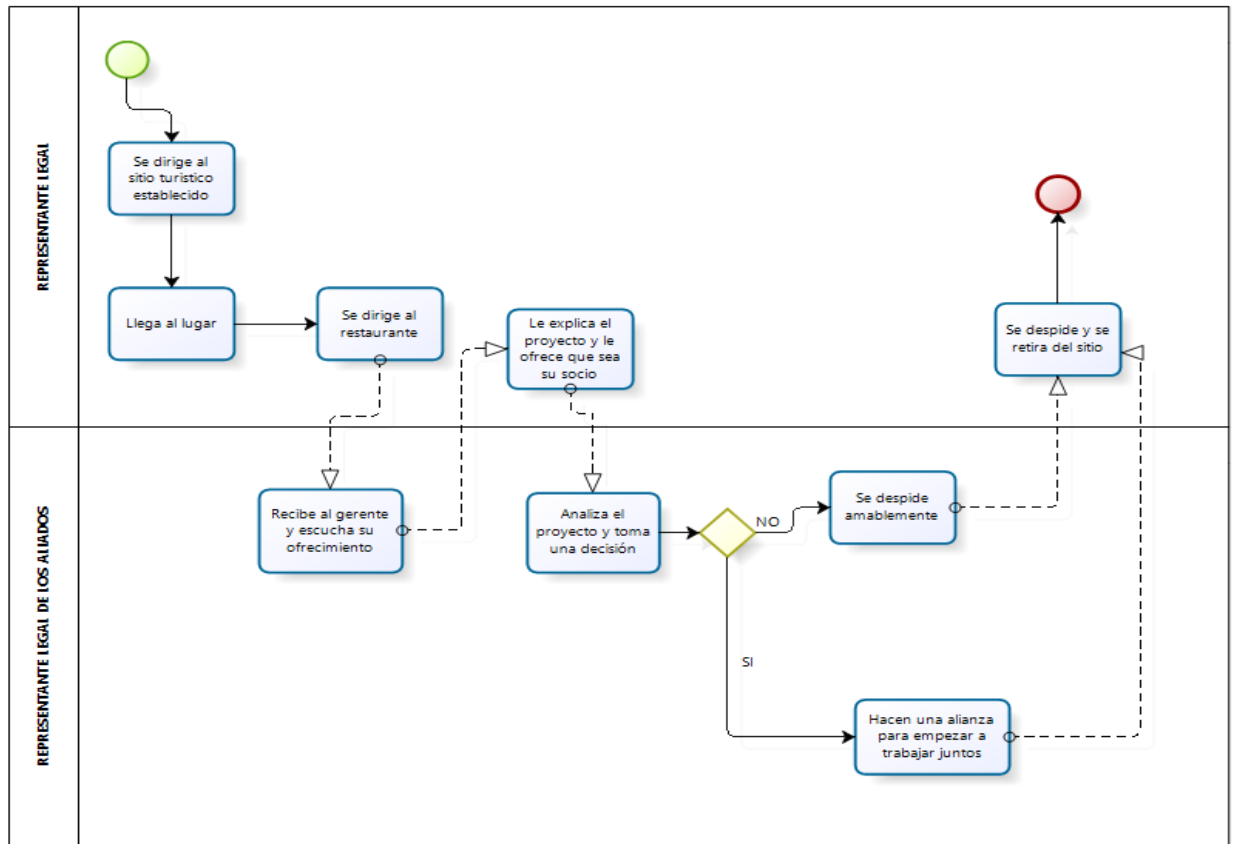 REPRESENTANTE LEGAL
Se dirige al
sitio turistico
establecido
Llega al lugar
Se dirige al
restaurante
Le explica el
proyecto y le
ofrece que sea
su socio
Se despide y se
retira del sitio
REPRESENTANTE LEGAL DE LOS ALIADOS
Recibe al gerente
y escucha su
ofrecimiento
Analiza el
proyecto y toma
una decisión
NO
Se despide
amablemente
SI
Hacen una alianza
para empezar a
trabajar juntos